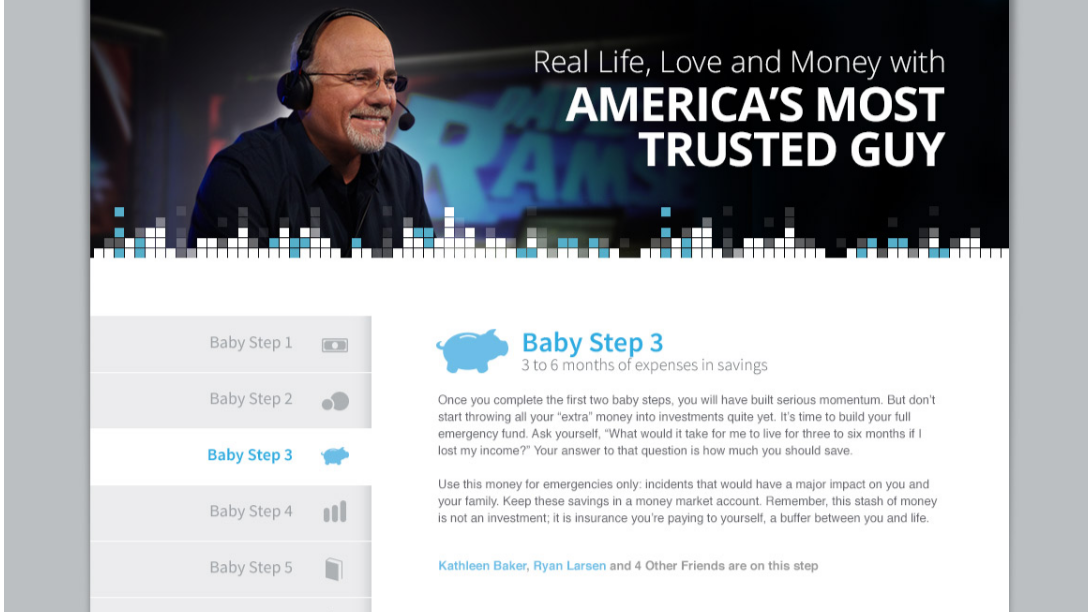 Real Life, Love and Money with
AMERICA'S MOST
TRUSTED GUY
DAVE
RAMSEY
Baby Step 1
Baby Step 2
Baby Step 3
Baby Step 4
Baby Step 5
Baby Step 3
3 to 6 months of expenses in savings
Once you complete the first two baby steps, you will have built serious momentum. But don't
start throwing all your “extra” money into investments quite yet. It's time to build your full
emergency fund. Ask yourself, “What would it take for me to live for three to six months if I
lost my income?” Your answer to that question is how much you should save.
Use this money for emergencies only: incidents that would have a major impact on you and
your family. Keep these savings in a money market account. Remember, this stash of money
is not an investment; it is insurance you're paying to yourself, a buffer between you and life.
Kathleen Baker, Ryan Larsen and 4 Other Friends are on this step